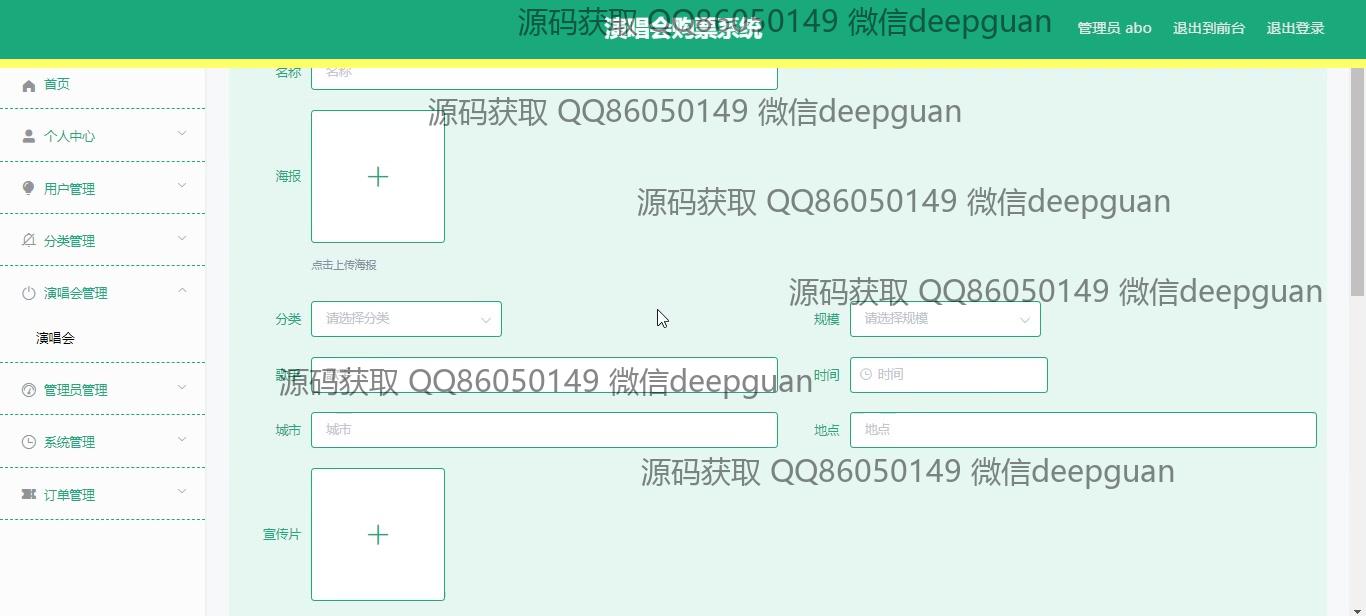 演唱会购票系统
源码获取 QQ86050149 微信deepguan
管理员 abo 退出到前台 退出登录
首页
个人中心
用户管理
分类管理
演唱会管理
演唱会
管理员管理
系统管理
订单管理
名称 名称
源码获取 QQ86050149 微信deepguan
海报
源码获取 QQ86050149 微信deepguan
点击上传海报
源码获取 QQ86050149 微信deepguan
分类 请选择分类 规模 请选择规模
源码获取 QQ86050149 微信deepguan
时间 时间
城市 城市 地点 地点
源码获取 QQ86050149 微信deepguan
宣传片